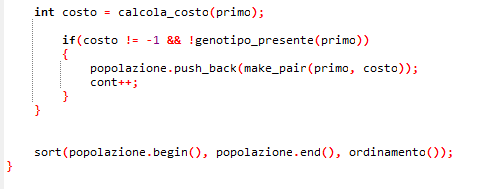 int costo = calcola_costo(primo);
if(costo != -1 && !genotipo_presente(primo))
{
popolazione.push_back(make_pair(primo, costo));
cont++;
}
}
sort(popolazione.begin(), popolazione.end(), ordinamento());
}